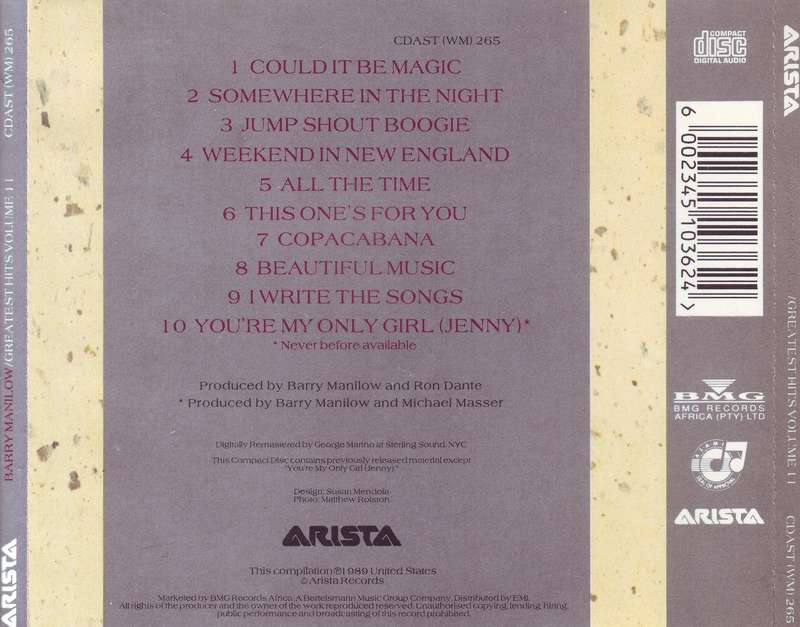 CDAST (WM) 265
1 COULD IT BE MAGIC
2 SOMEWHERE IN THE NIGHT
3 JUMP SHOUT BOOGIE
4 WEEKEND IN NEW ENGLAND
5 ALL THE TIME
6 THIS ONE'S FOR YOU
7 COPACABANA
8 BEAUTIFUL MUSIC
9 I WRITE THE SONGS
10 YOU'RE MY ONLY GIRL (JENNY)*
* Never before available
Produced by Barry Manilow and Ron Dante
* Produced by Barry Manilow and Michael Masser
Digitally Remastered by George Marino at Sterling Sound, NYC
This Compact Disc contains previously released material except
"You're My Only Girl (Jenny)."
Design: Susan Mendola
Photo: Matthew Rolston
ARISTA
This compilation ℗1989 United States
© Arista Records
Marketed by BMG Records Africa. A Bertelsmann Music Group Company. Distributed by EMI.
All rights of the producer and the owner of the work reproduced reserved. Unauthorised copying, lending, hiring,
public performance and broadcasting of this record prohibited.
BARRY MANILOW/GREATEST HITS VOLUME 11 CDAST (WM) 265
ARISTA
COMPACT
disc
DIGITAL AUDIO
6 002345 103624 >
BMG
BMG RECORDS
AFRICA (PTY) LTD
SEAL OF APPROVAL
ARISTA
ARISTA
/GREATEST HITS VOLUME 11 CDAST (WM) 265